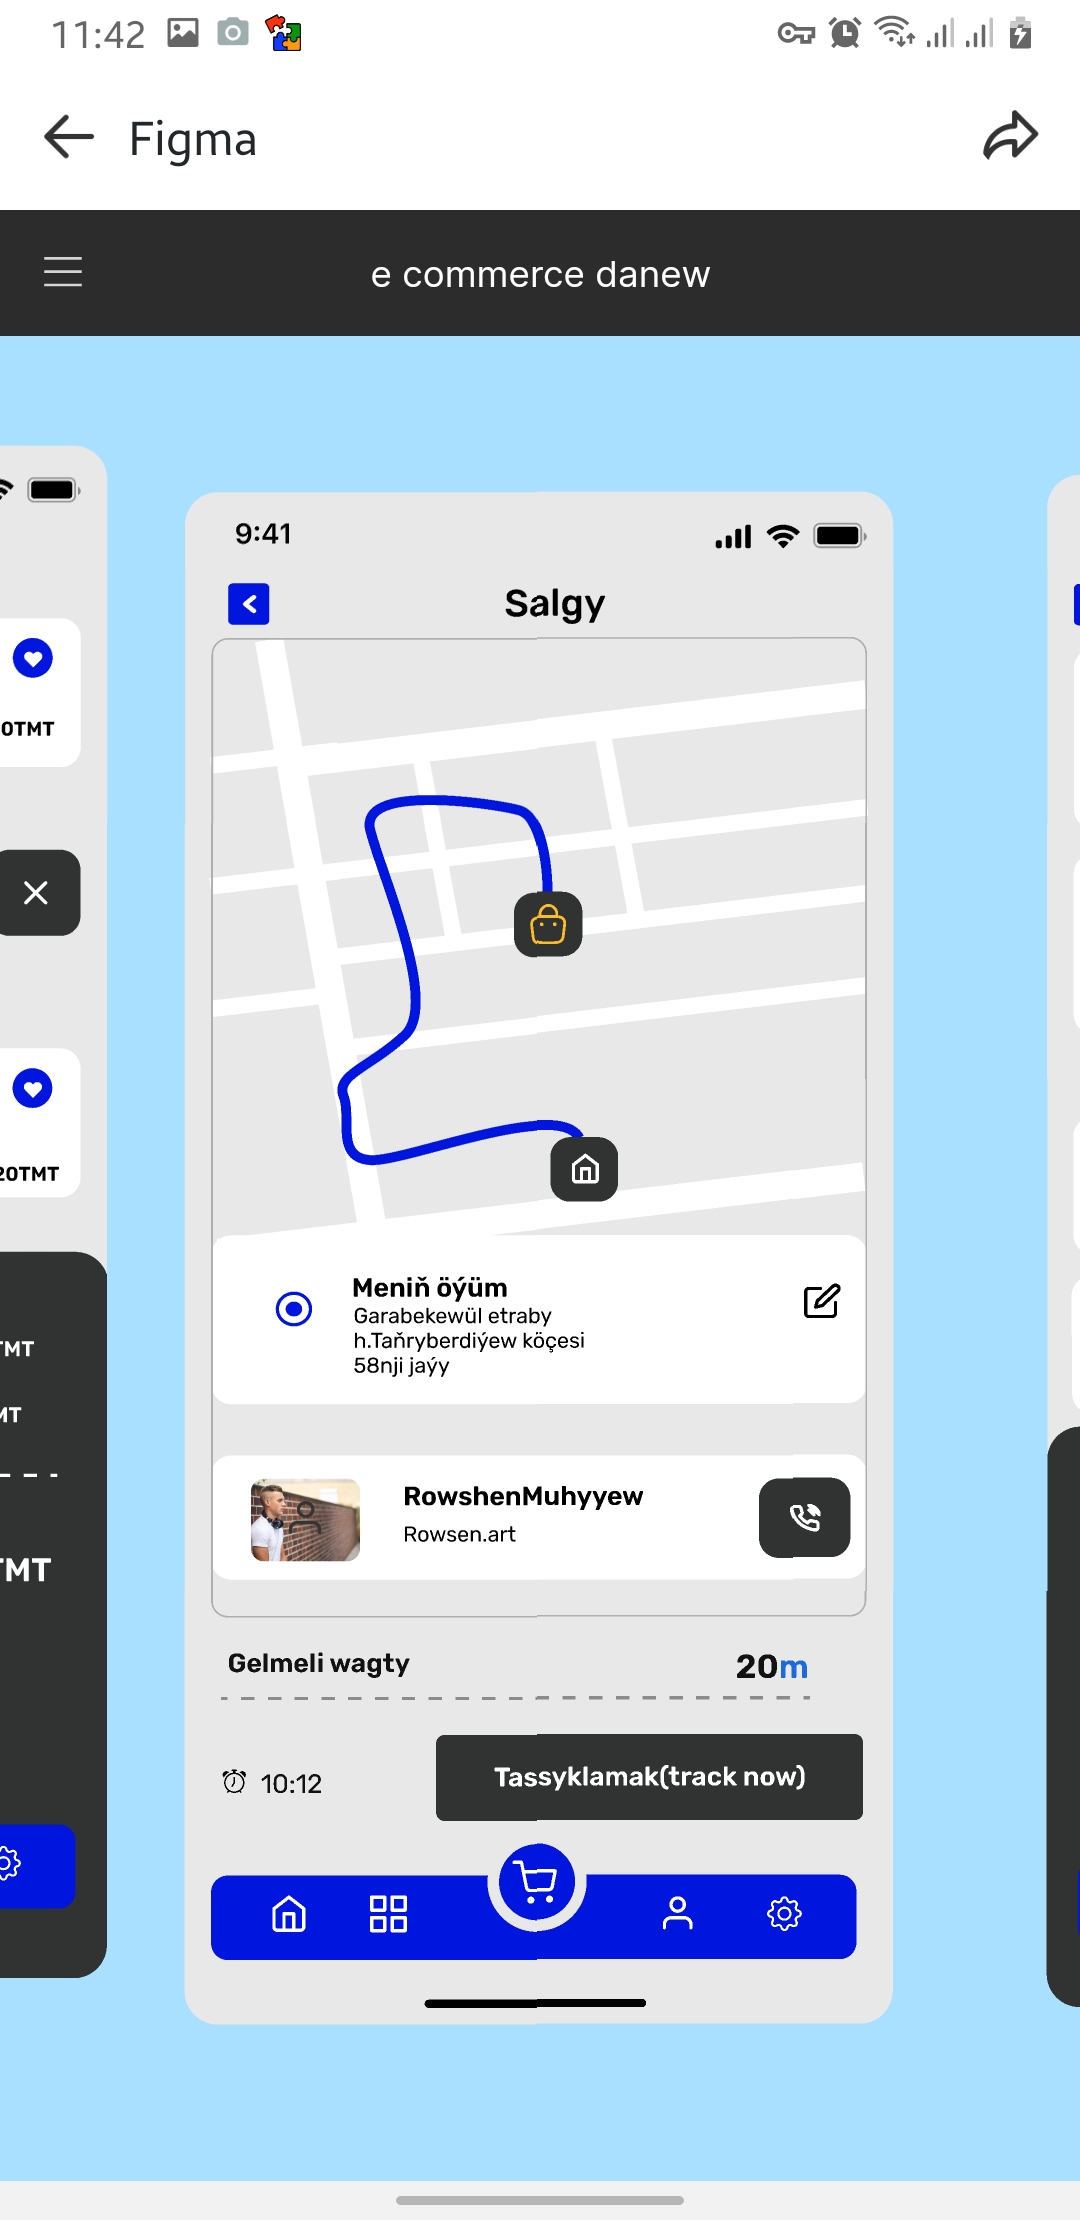 11:42
Figma
e commerce danew
9:41
Salgy
0TMT
20TMT
TMT
MT
TMT
Meniň öýüm
Garabekewül etraby
h.Taňryberdiýew köçesi
58nji jaýy
RowshenMuhyyew
Rowsen.art
Gelmeli wagty
20m
10:12
Tassyklamak(track now)